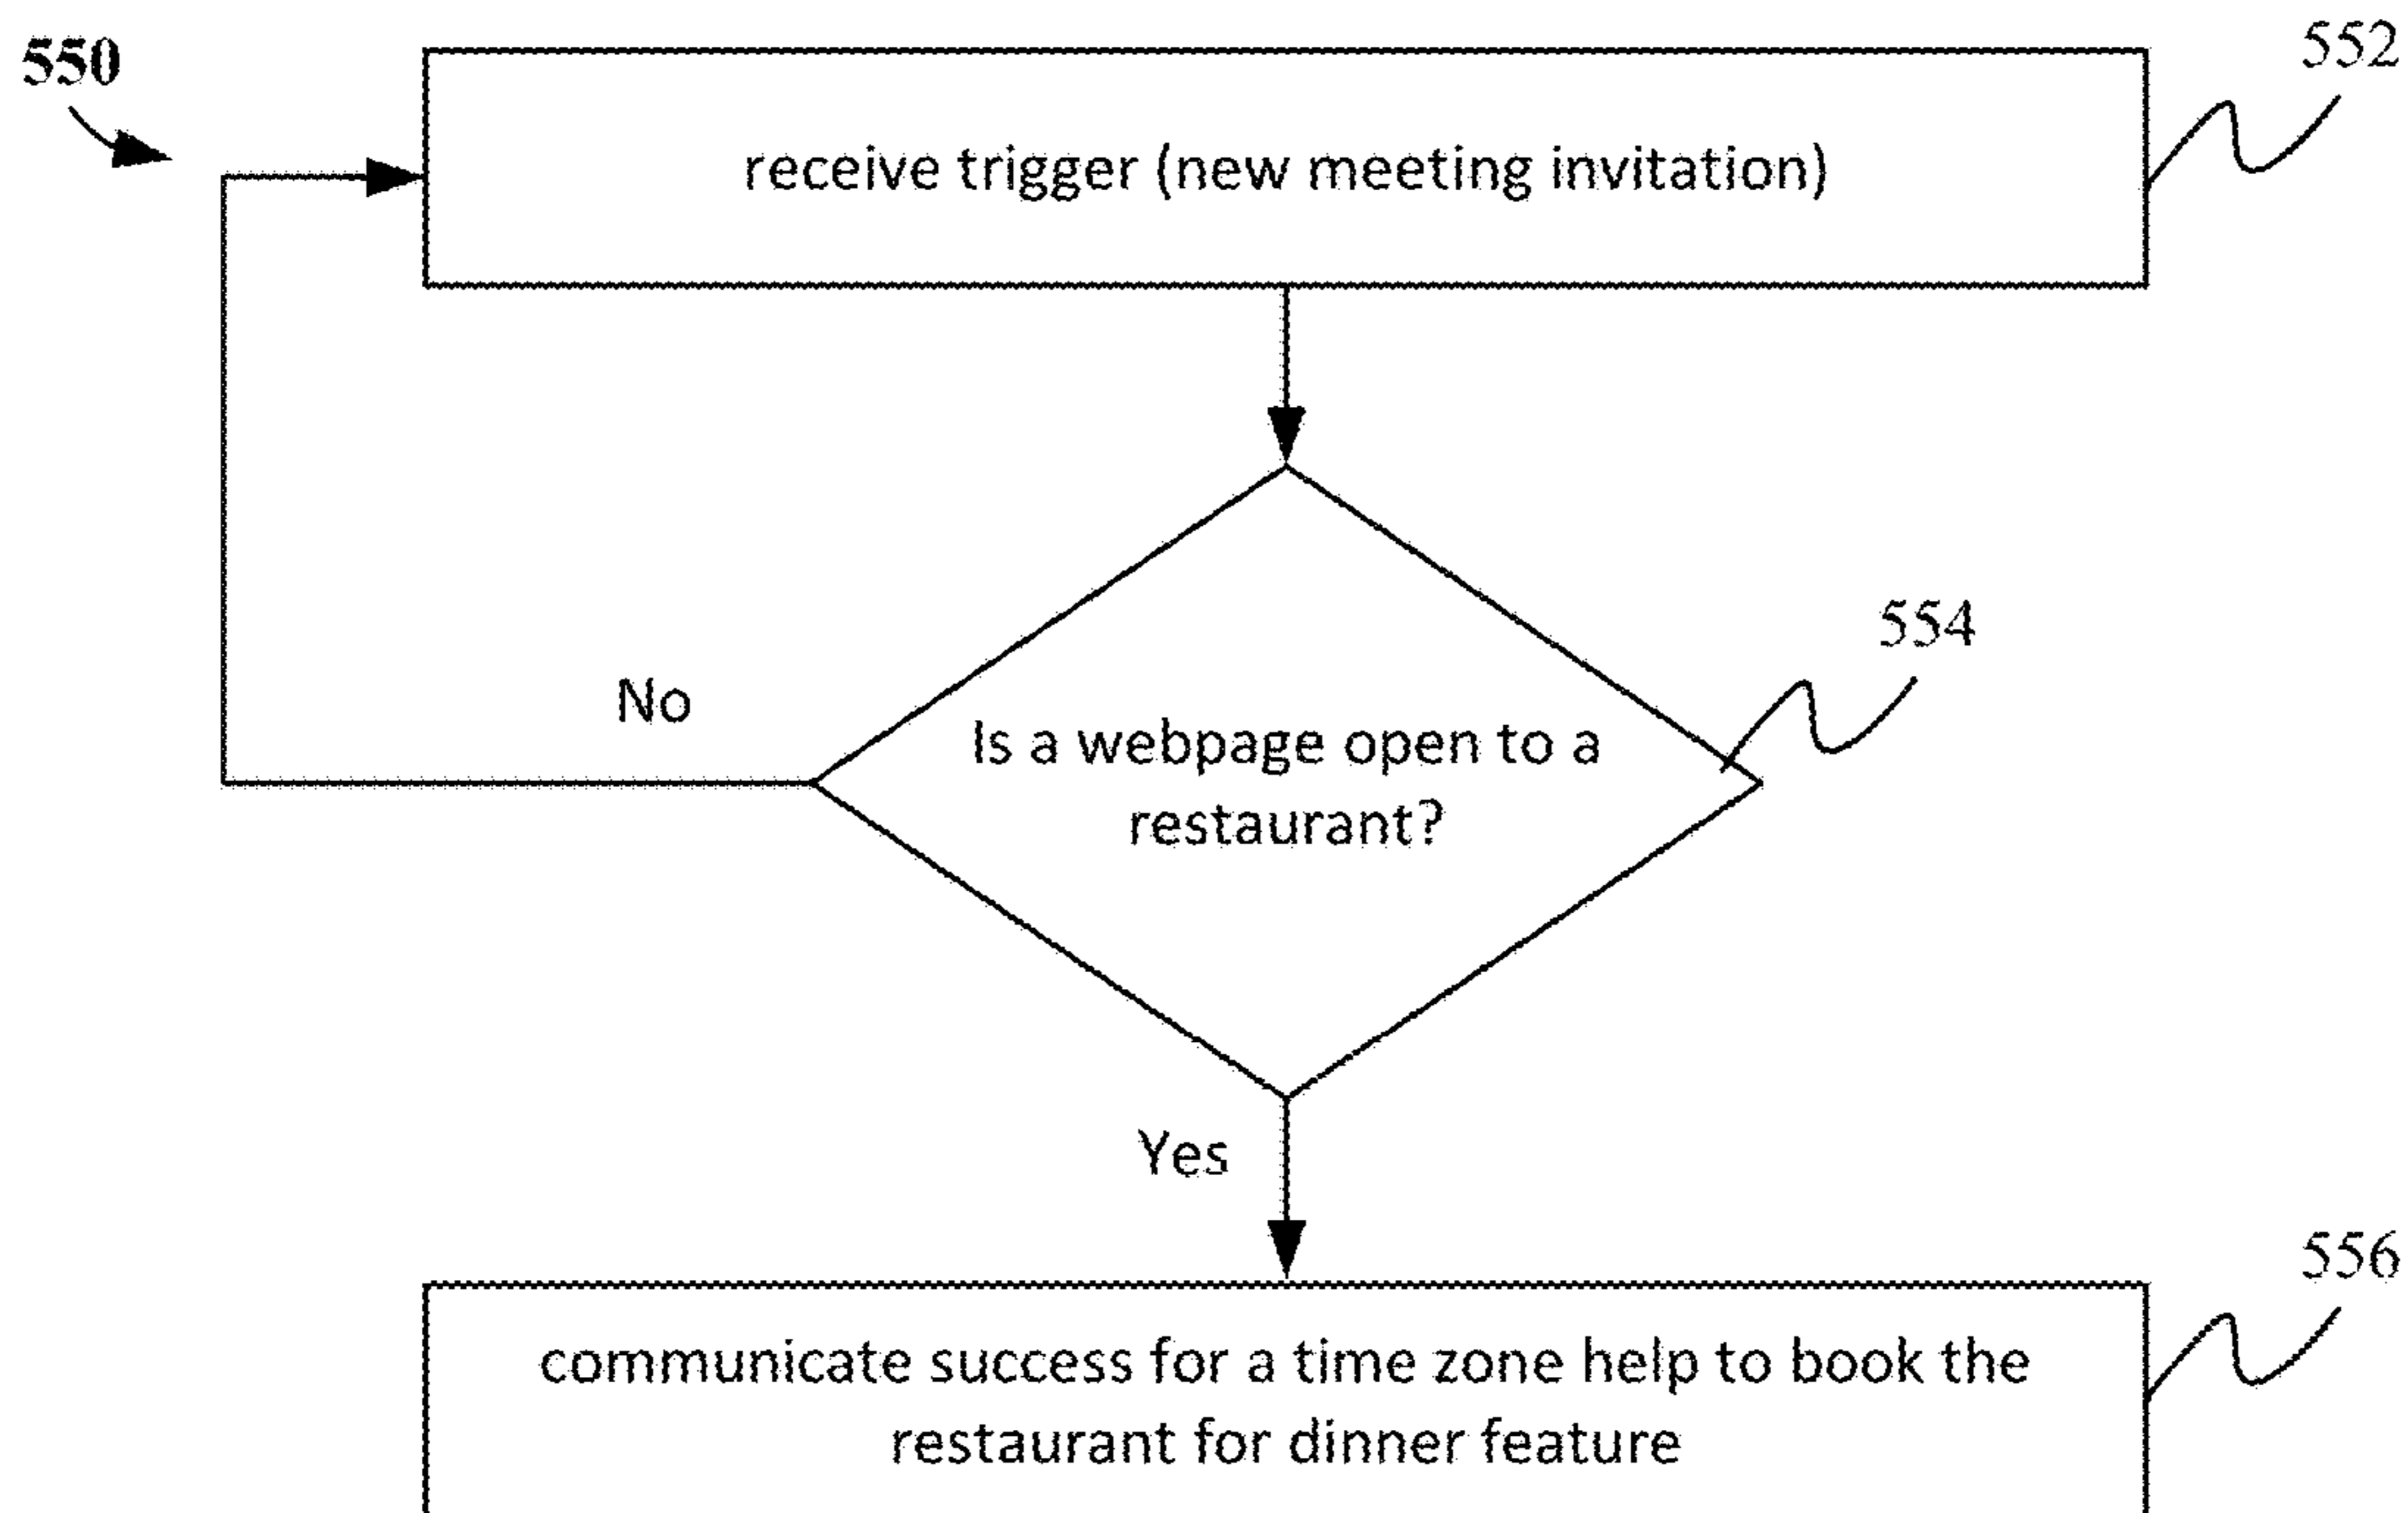 550
552
receive trigger (new meeting invitation)
554
No
Is a webpage open to a
restaurant?
Yes
556
communicate success for a time zone help to book the
restaurant for dinner feature